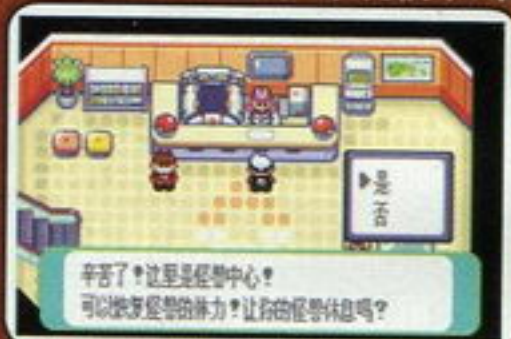 是
否
辛苦了！这里是怪兽中心！
可以恢复怪兽的体力！让你的怪兽休息吗？